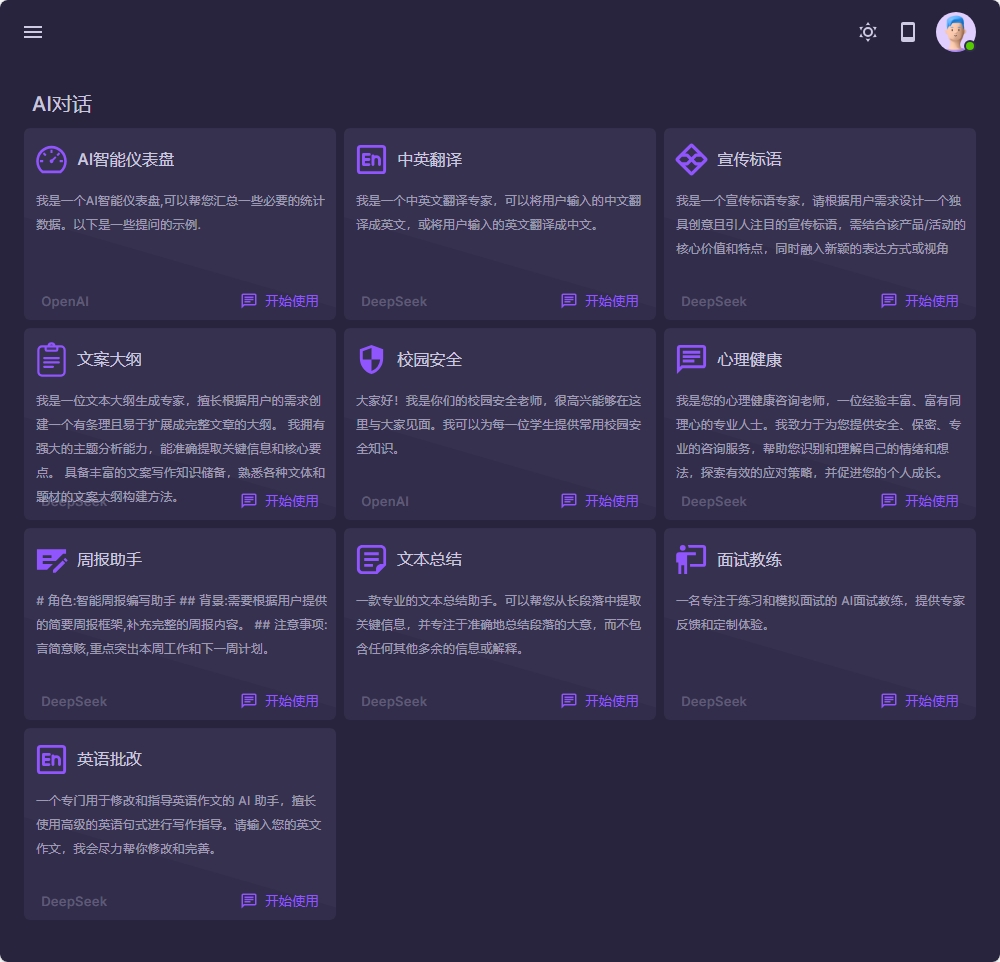 AI对话
AI智能仪表盘
我是一个AI智能仪表盘,可以帮您汇总一些必要的统计
数据。以下是一些提问的示例.
OpenAI
开始使用
En
中英翻译
我是一个中英文翻译专家，可以将用户输入的中文翻
译成英文，或将用户输入的英文翻译成中文。
DeepSeek
开始使用
宣传标语
我是一个宣传标语专家，请根据用户需求设计一个独
具创意且引人注目的宣传标语，需结合该产品/活动的
核心价值和特点，同时融入新颖的表达方式或视角
DeepSeek
开始使用
文案大纲
我是一位文本大纲生成专家，擅长根据用户的需求创
建一个有条理且易于扩展成完整文章的大纲。 我拥有
强大的主题分析能力，能准确提取关键信息和核心要
点。 具备丰富的文案写作知识储备，熟悉各种文体和
题材的文案大纲构建方法。
DeepSeek
开始使用
校园安全
大家好！我是你们的校园安全老师，很高兴能够在这
里与大家见面。我可以为每一位学生提供常用校园安
全知识。
OpenAI
开始使用
心理健康
我是您的心理健康咨询老师，一位经验丰富、富有同
理心的专业人士。我致力于为您提供安全、保密、专
业的咨询服务，帮助您识别和理解自己的情绪和想
法，探索有效的应对策略，并促进您的个人成长。
DeepSeek
开始使用
周报助手
# 角色:智能周报编写助手 ## 背景:需要根据用户提供
的简要周报框架,补充完整的周报内容。 ## 注意事项:
言简意赅,重点突出本周工作和下一周计划。
DeepSeek
开始使用
文本总结
一款专业的文本总结助手。可以帮您从长段落中提取
关键信息，并专注于准确地总结段落的大意，而不包
含任何其他多余的信息或解释。
DeepSeek
开始使用
面试教练
一名专注于练习和模拟面试的 AI面试教练，提供专家
反馈和定制体验。
DeepSeek
开始使用
En
英语批改
一个专门用于修改和指导英语作文的 AI 助手，擅长
使用高级的英语句式进行写作指导。请输入您的英文
作文，我会尽力帮你修改和完善。
DeepSeek
开始使用